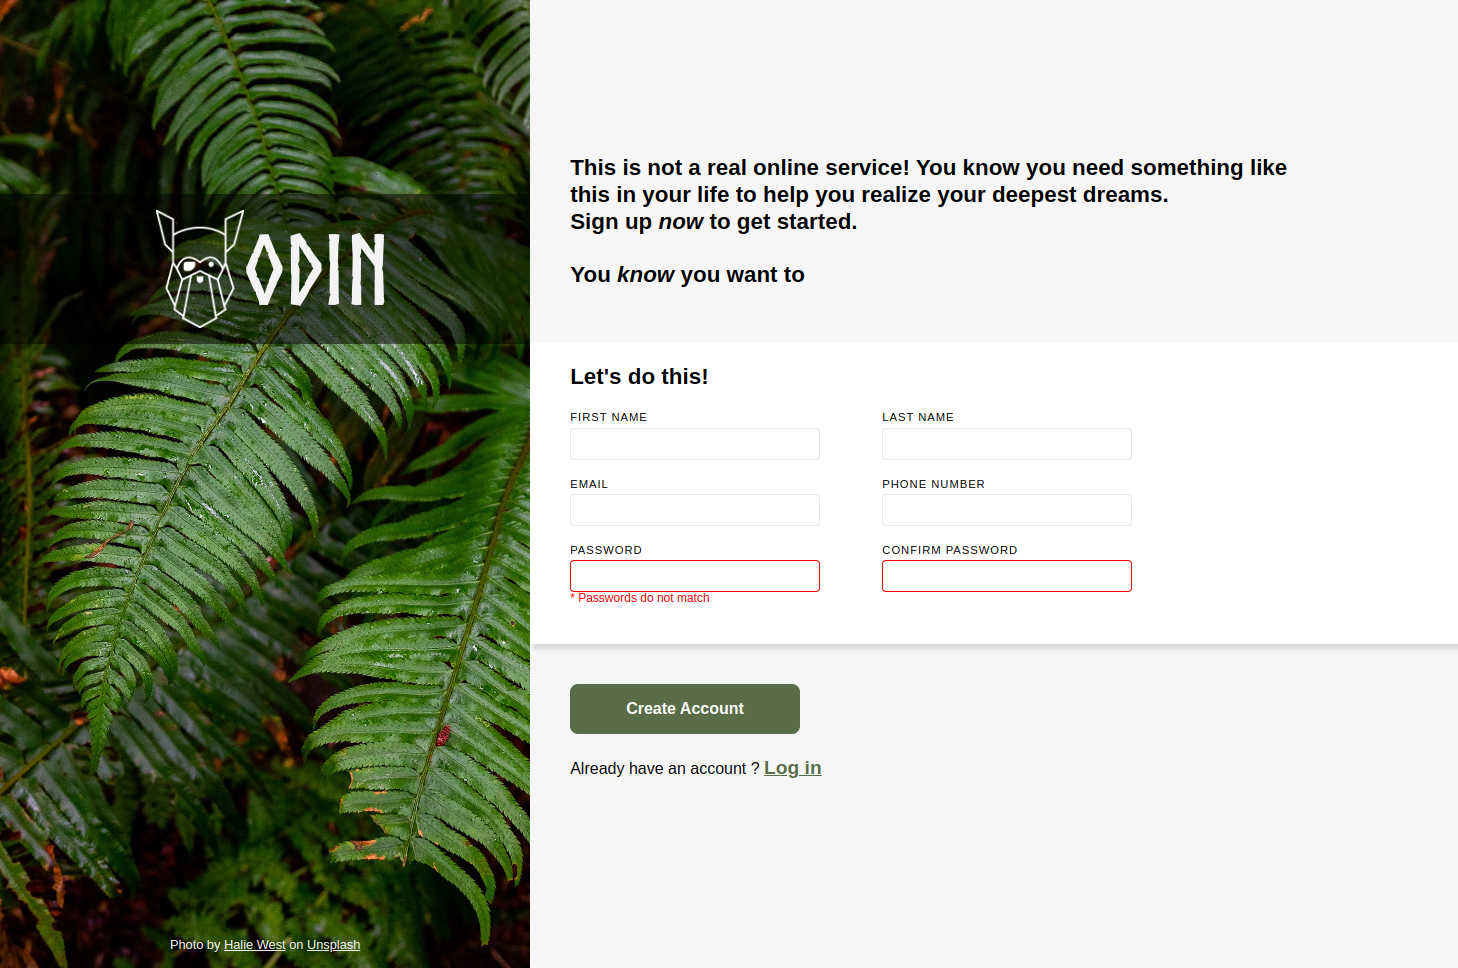 ODIN
Photo by Halie West on Unsplash
This is not a real online service! You know you need something like
this in your life to help you realize your deepest dreams.
Sign up now to get started.
You know you want to
Let's do this!
FIRST NAME
LAST NAME
EMAIL
PHONE NUMBER
PASSWORD
CONFIRM PASSWORD
* Passwords do not match
Create Account
Already have an account ? Log in